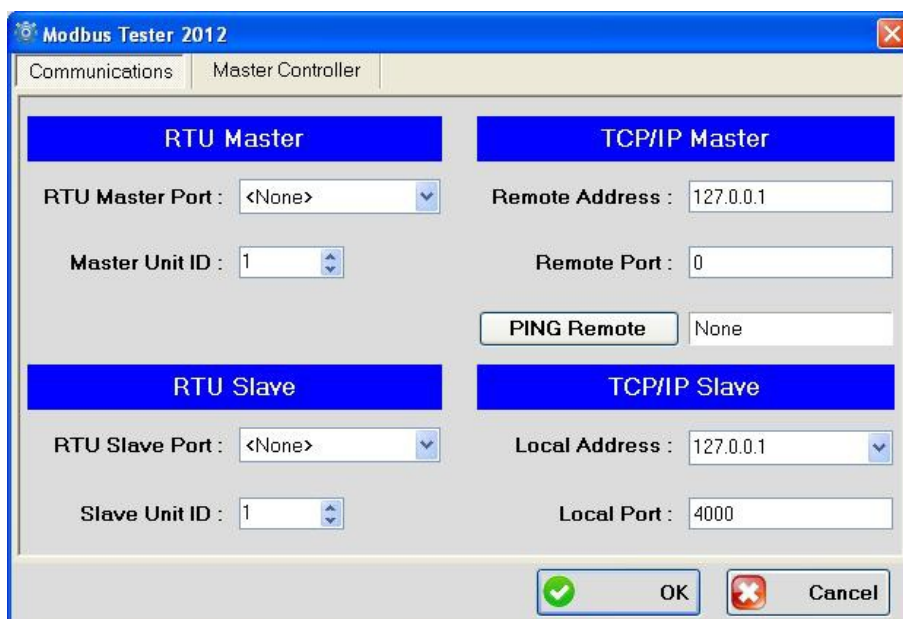 Modbus Tester 2012
Communications
Master Controller
RTU Master
RTU Master Port : <None>
Master Unit ID : 1
TCP/IP Master
Remote Address : 127.0.0.1
Remote Port : 0
PING Remote None
RTU Slave
RTU Slave Port : <None>
Slave Unit ID : 1
TCP/IP Slave
Local Address : 127.0.0.1
Local Port : 4000
OK
Cancel